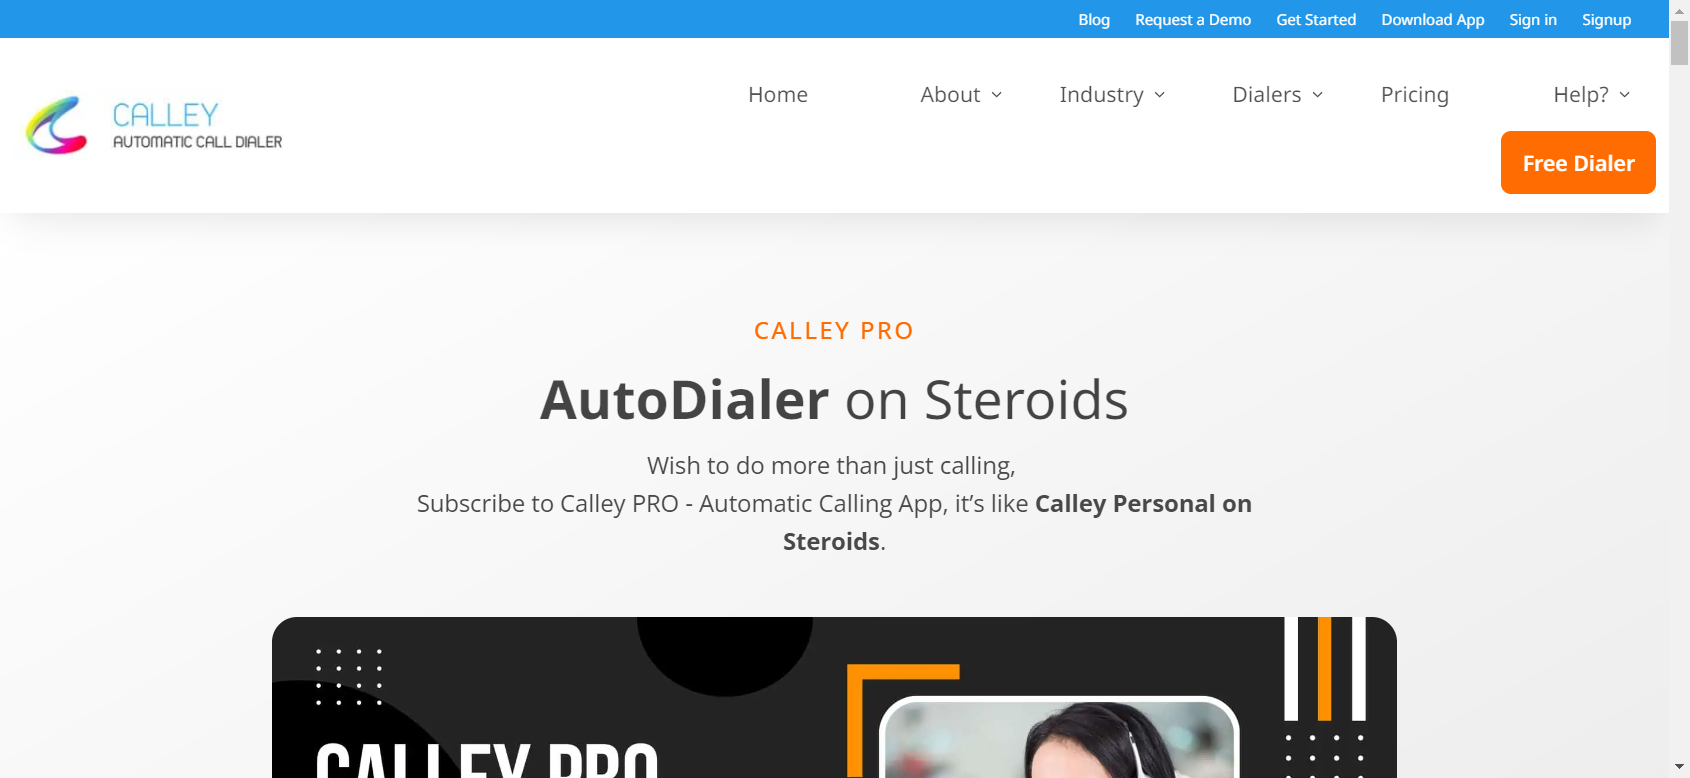 Blog Request a Demo Get Started Download App Sign in Signup
CALLEY
AUTOMATIC CALL DIALER
Home About Industry Dialers Pricing Help?
Free Dialer
CALLEY PRO
AutoDialer on Steroids
Wish to do more than just calling,
Subscribe to Calley PRO - Automatic Calling App, it’s like Calley Personal on
Steroids.
CALLEY PRO